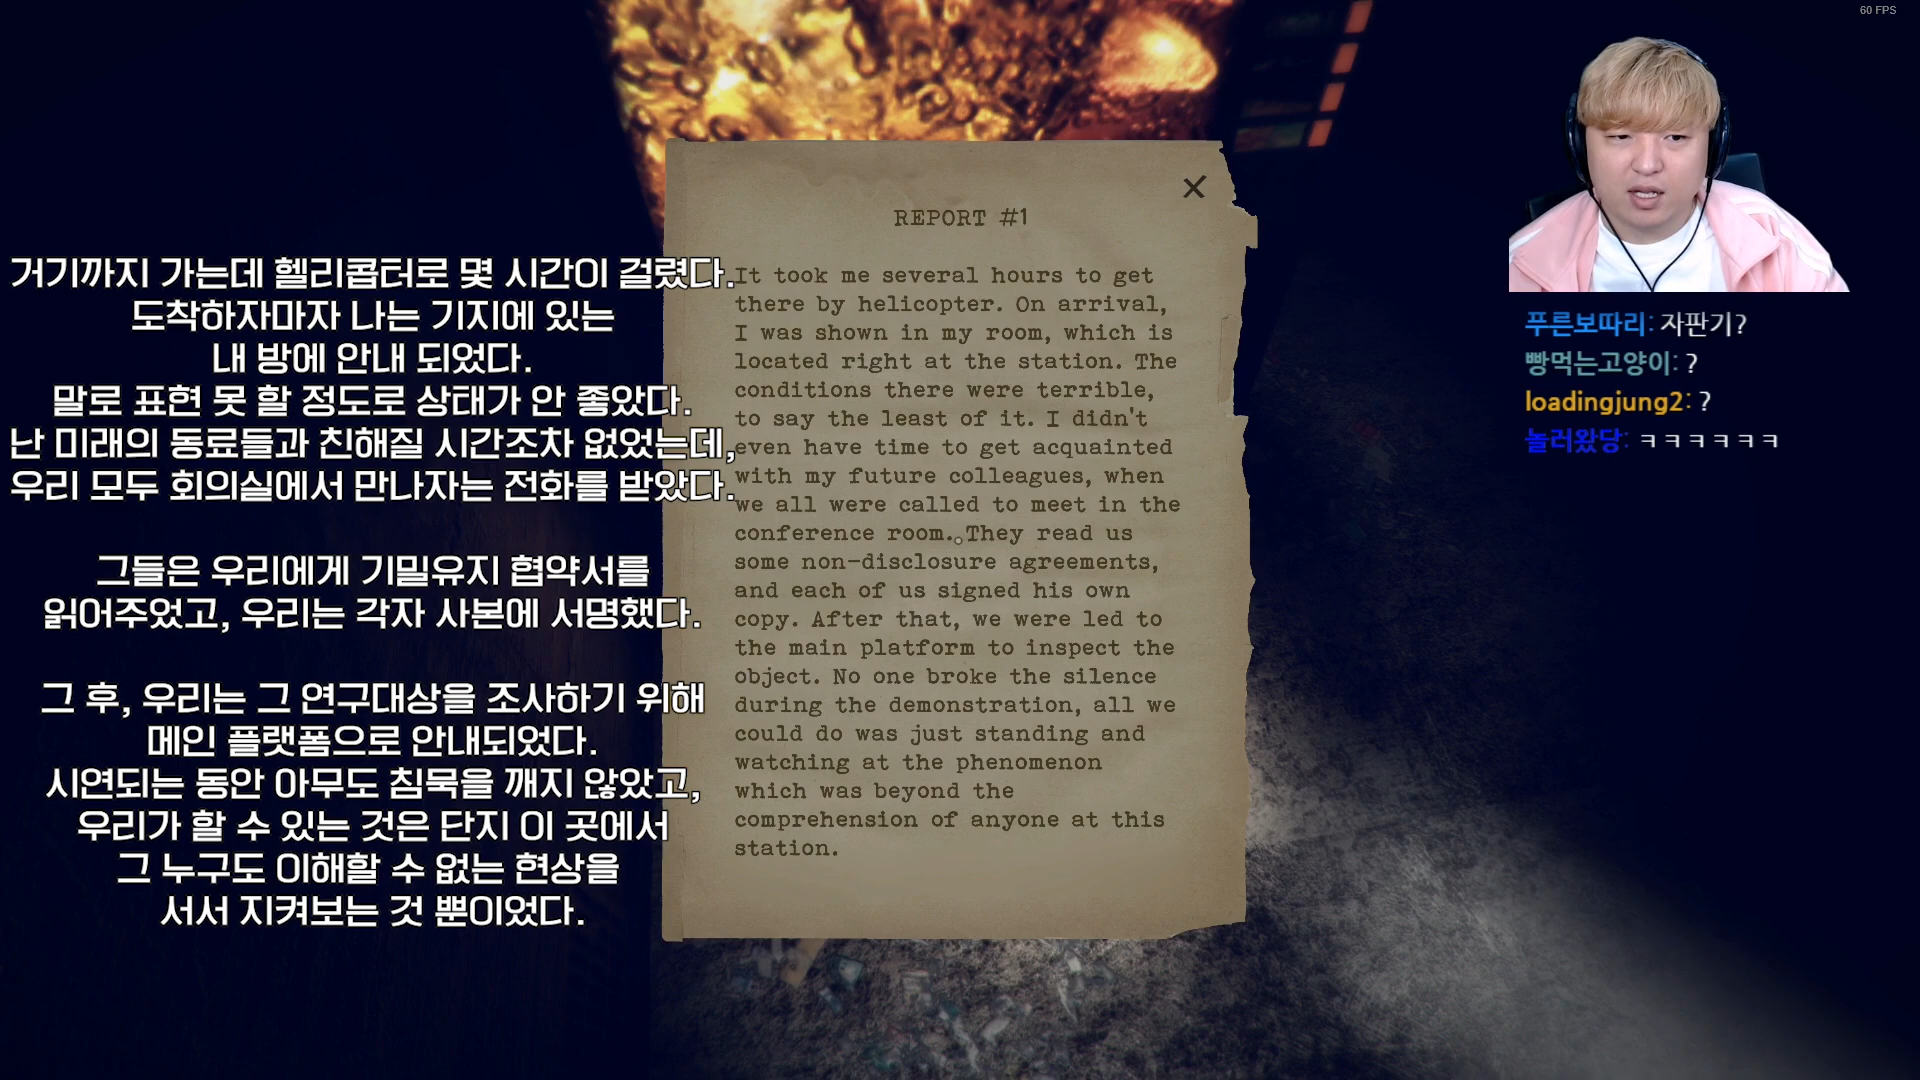 60 FPS
REPORT #1
It took me several hours to get
there by helicopter. On arrival,
I was shown in my room, which is
located right at the station. The
conditions there were terrible,
to say the least of it. I didn't
even have time to get acquainted
with my future colleagues, when
we all were called to meet in the
conference room. They read us
some non-disclosure agreements,
and each of us signed his own
copy. After that, we were led to
the main platform to inspect the
object. No one broke the silence
during the demonstration, all we
could do was just standing and
watching at the phenomenon
which was beyond the
comprehension of anyone at this
station.
거기까지 가는데 헬리콥터로 몇 시간이 걸렸다.
도착하자마자 나는 기지에 있는
내 방에 안내 되었다.
말로 표현 못 할 정도로 상태가 안 좋았다.
난 미래의 동료들과 친해질 시간조차 없었는데,
우리 모두 회의실에서 만나자는 전화를 받았다.
그들은 우리에게 기밀유지 협약서를
읽어주었고, 우리는 각자 사본에 서명했다.
그 후, 우리는 그 연구대상을 조사하기 위해
메인 플랫폼으로 안내되었다.
시연되는 동안 아무도 침묵을 깨지 않았고,
우리가 할 수 있는 것은 단지 이 곳에서
그 누구도 이해할 수 없는 현상을
서서 지켜보는 것 뿐이었다.
푸른보따리: 자판기?
빵먹는고양이: ?
loadingjung2: ?
놀러왔당: ㅋㅋㅋㅋㅋㅋ